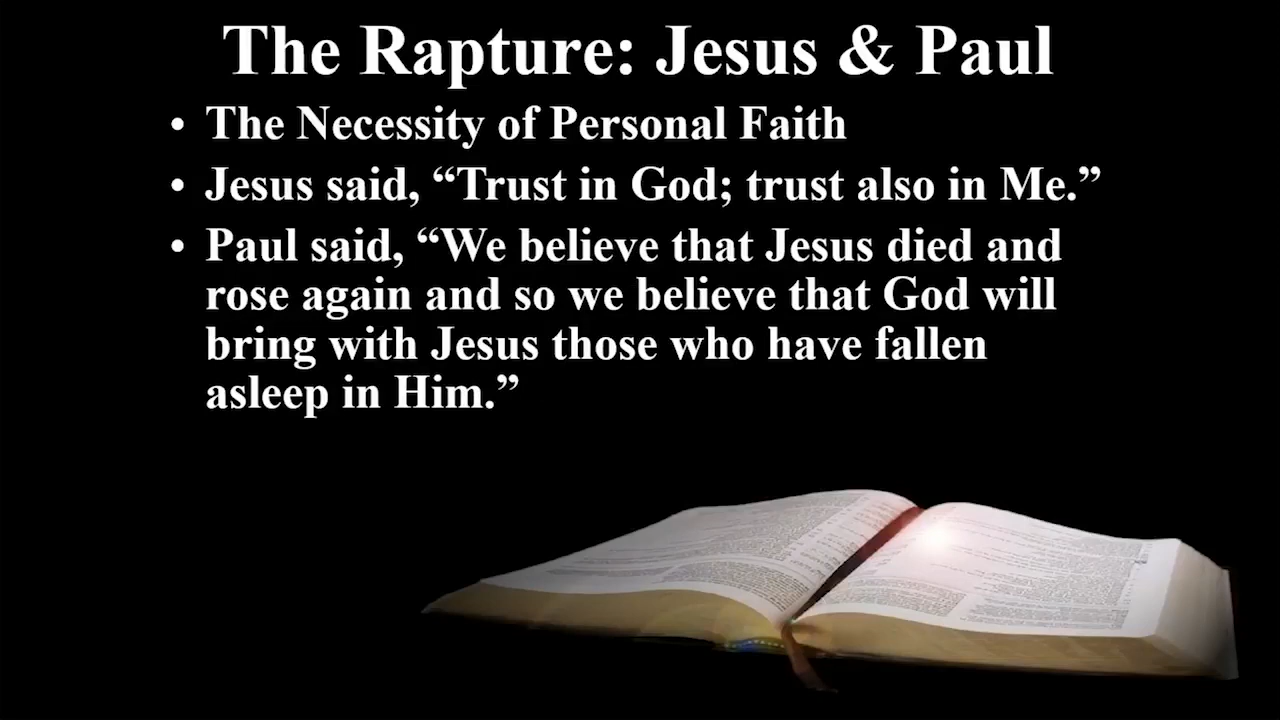 The Rapture: Jesus & Paul
• The Necessity of Personal Faith
• Jesus said, “Trust in God; trust also in Me.”
• Paul said, “We believe that Jesus died and
rose again and so we believe that God will
bring with Jesus those who have fallen
asleep in Him.”